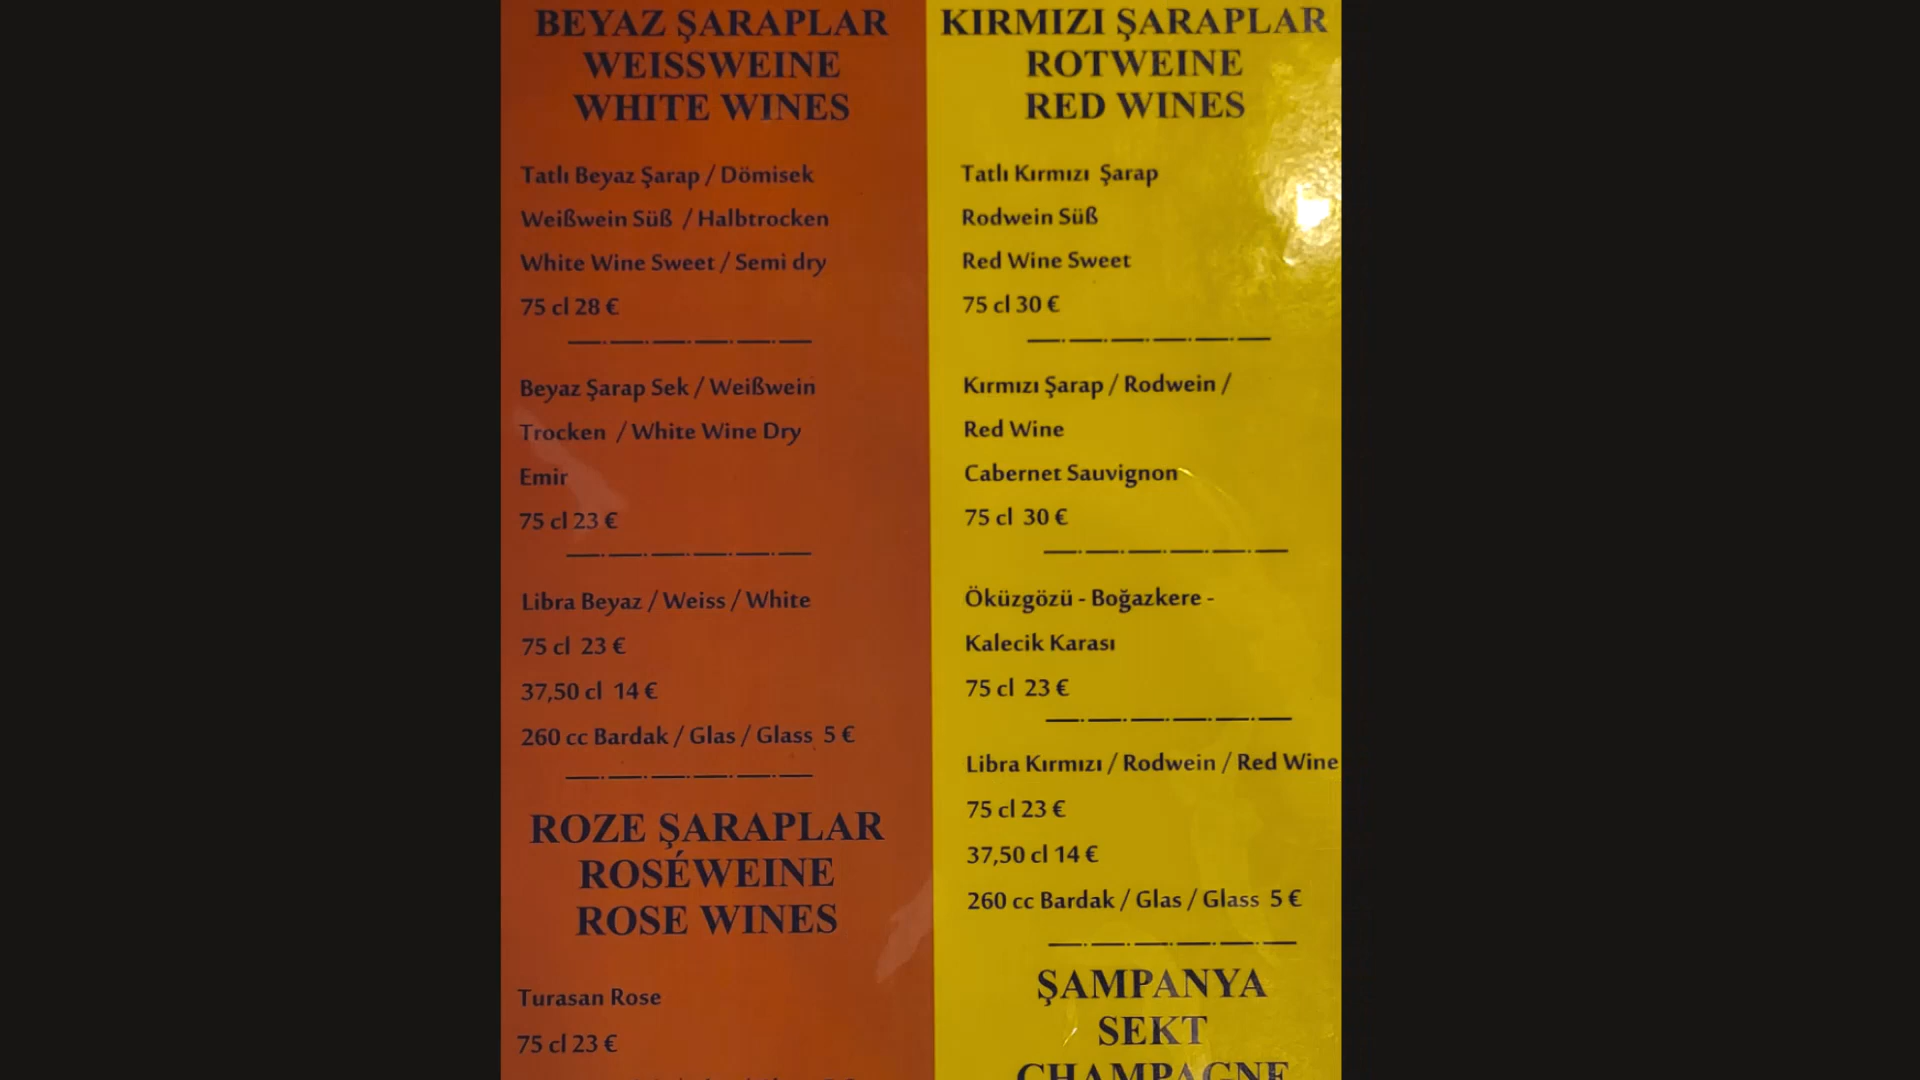 BEYAZ ŞARAPLAR
WEISSWEINE
WHITE WINES
Tatlı Beyaz Şarap / Dömisek
Weißwein Süß / Halbtrocken
White Wine Sweet / Semi dry
75 cl 28 €
Beyaz Şarap Sek / Weißwein
Trocken / White Wine Dry
Emir
75 cl 23 €
Libra Beyaz / Weiss / White
75 cl 23 €
37,50 cl 14 €
260 cc Bardak / Glas / Glass 5 €
ROZE ŞARAPLAR
ROSÉWEINE
ROSE WINES
Turasan Rose
75 cl 23 €
KIRMIZI ŞARAPLAR
ROTWEINE
RED WINES
Tatlı Kırmızı Şarap
Rodwein Süß
Red Wine Sweet
75 cl 30 €
Kırmızı Şarap / Rodwein /
Red Wine
Cabernet Sauvignon
75 cl 30 €
Öküzgözü - Boğazkere -
Kalecik Karası
75 cl 23 €
Libra Kırmızı / Rodwein / Red Wine
75 cl 23 €
37,50 cl 14 €
260 cc Bardak / Glas / Glass 5 €
ŞAMPANYA
SEKT
CHAMPAGNE